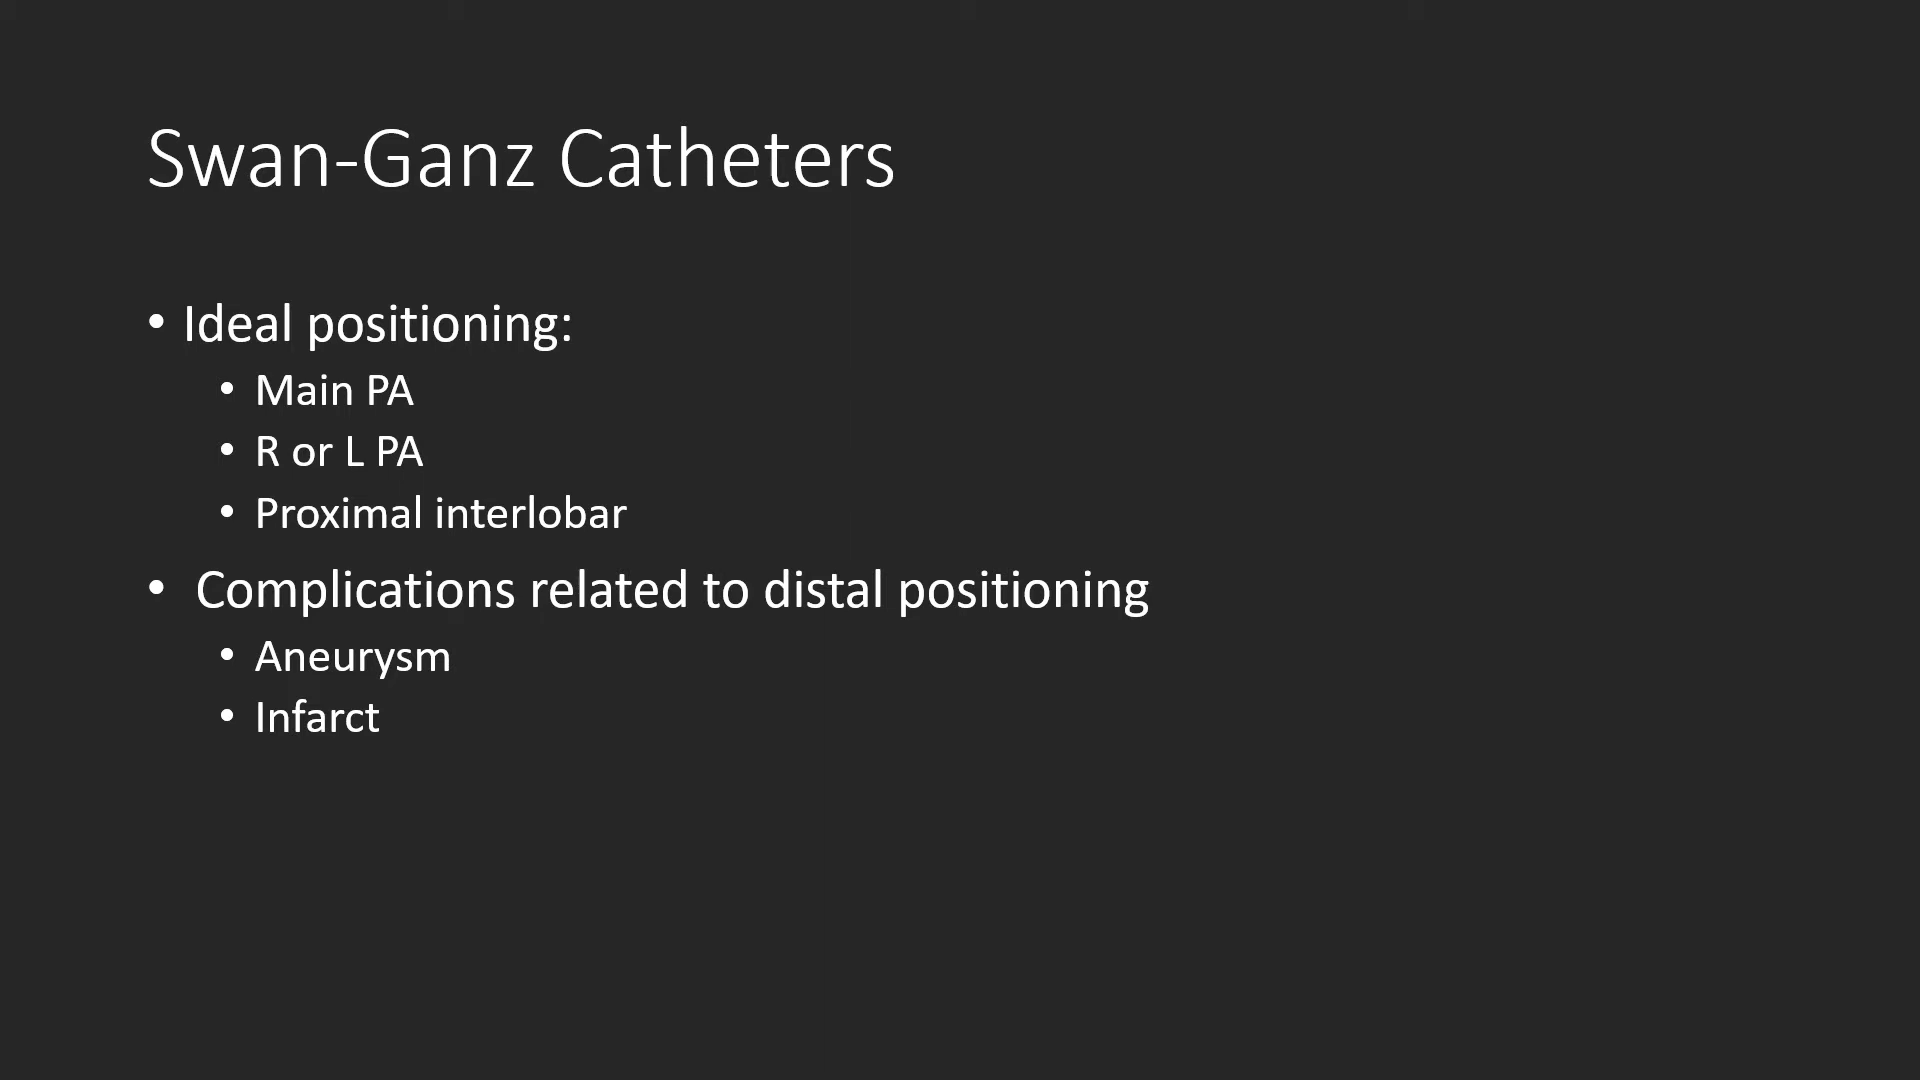 Swan-Ganz Catheters
• Ideal positioning:
• Main PA
• R or L PA
• Proximal interlobar
• Complications related to distal positioning
• Aneurysm
• Infarct